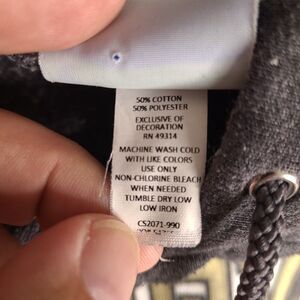 50% COTTON
50% POLYESTER
EXCLUSIVE OF
DECORATION
RN 49314
MACHINE WASH COLD
WITH LIKE COLORS
USE ONLY
NON-CHLORINE BLEACH
WHEN NEEDED
TUMBLE DRY LOW
LOW IRON
CS2071-990